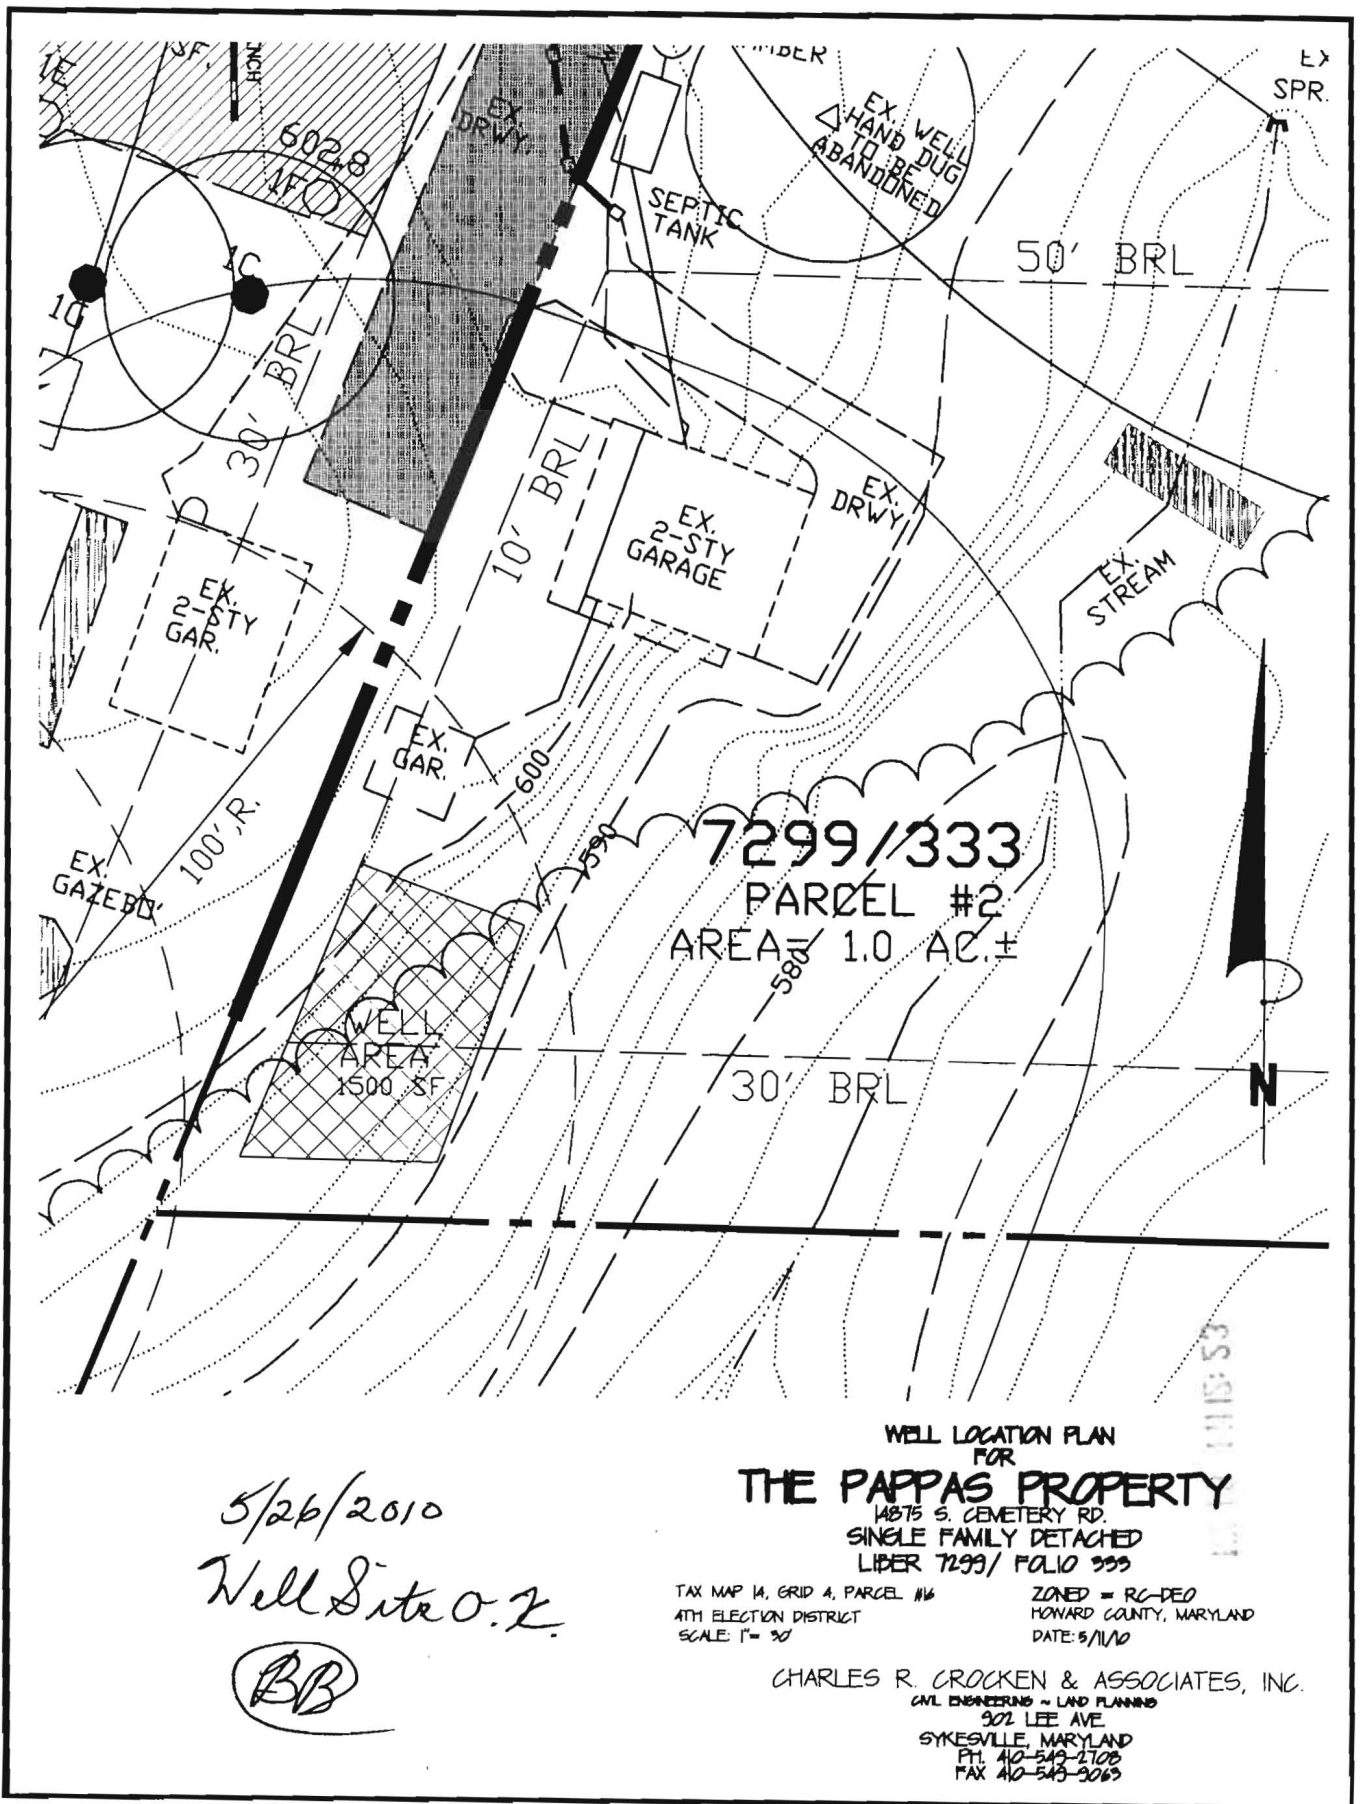 SF.
NCH
1E
6028
1F
1C
1C
EX.
DRWY.
MBER
EX. WELL
HAND DUG
TO BE
ABANDONED
EX
SPR.
SEPTIC
TANK
50' BRL
30' BRL
10' BRL
EX.
2-STY
GARAGE
EX.
DRWY.
EX.
STREAM
EX.
2-STY
GAR.
EX.
GAR.
600
590
100' R.
EX.
GAZEBO
7299/333
PARCEL #2
AREA= 1.0 AC.±
580
WELL
AREA
1500 SF
30' BRL
N
5/26/2010
Well Site O.K.
BB
WELL LOCATION PLAN
FOR
THE PAPPAS PROPERTY
14875 S. CEMETERY RD.
SINGLE FAMILY DETACHED
LIBER 7299/ FOLIO 333
TAX MAP 14, GRID 4, PARCEL #16
4TH ELECTION DISTRICT
SCALE: 1"= 30'
ZONED = RC-DEO
HOWARD COUNTY, MARYLAND
DATE: 5/11/10
CHARLES R. CROCKEN & ASSOCIATES, INC.
CIVIL ENGINEERING ~ LAND PLANNING
902 LEE AVE.
SYKESVILLE, MARYLAND
PH. 410-549-2708
FAX 410-549-9063